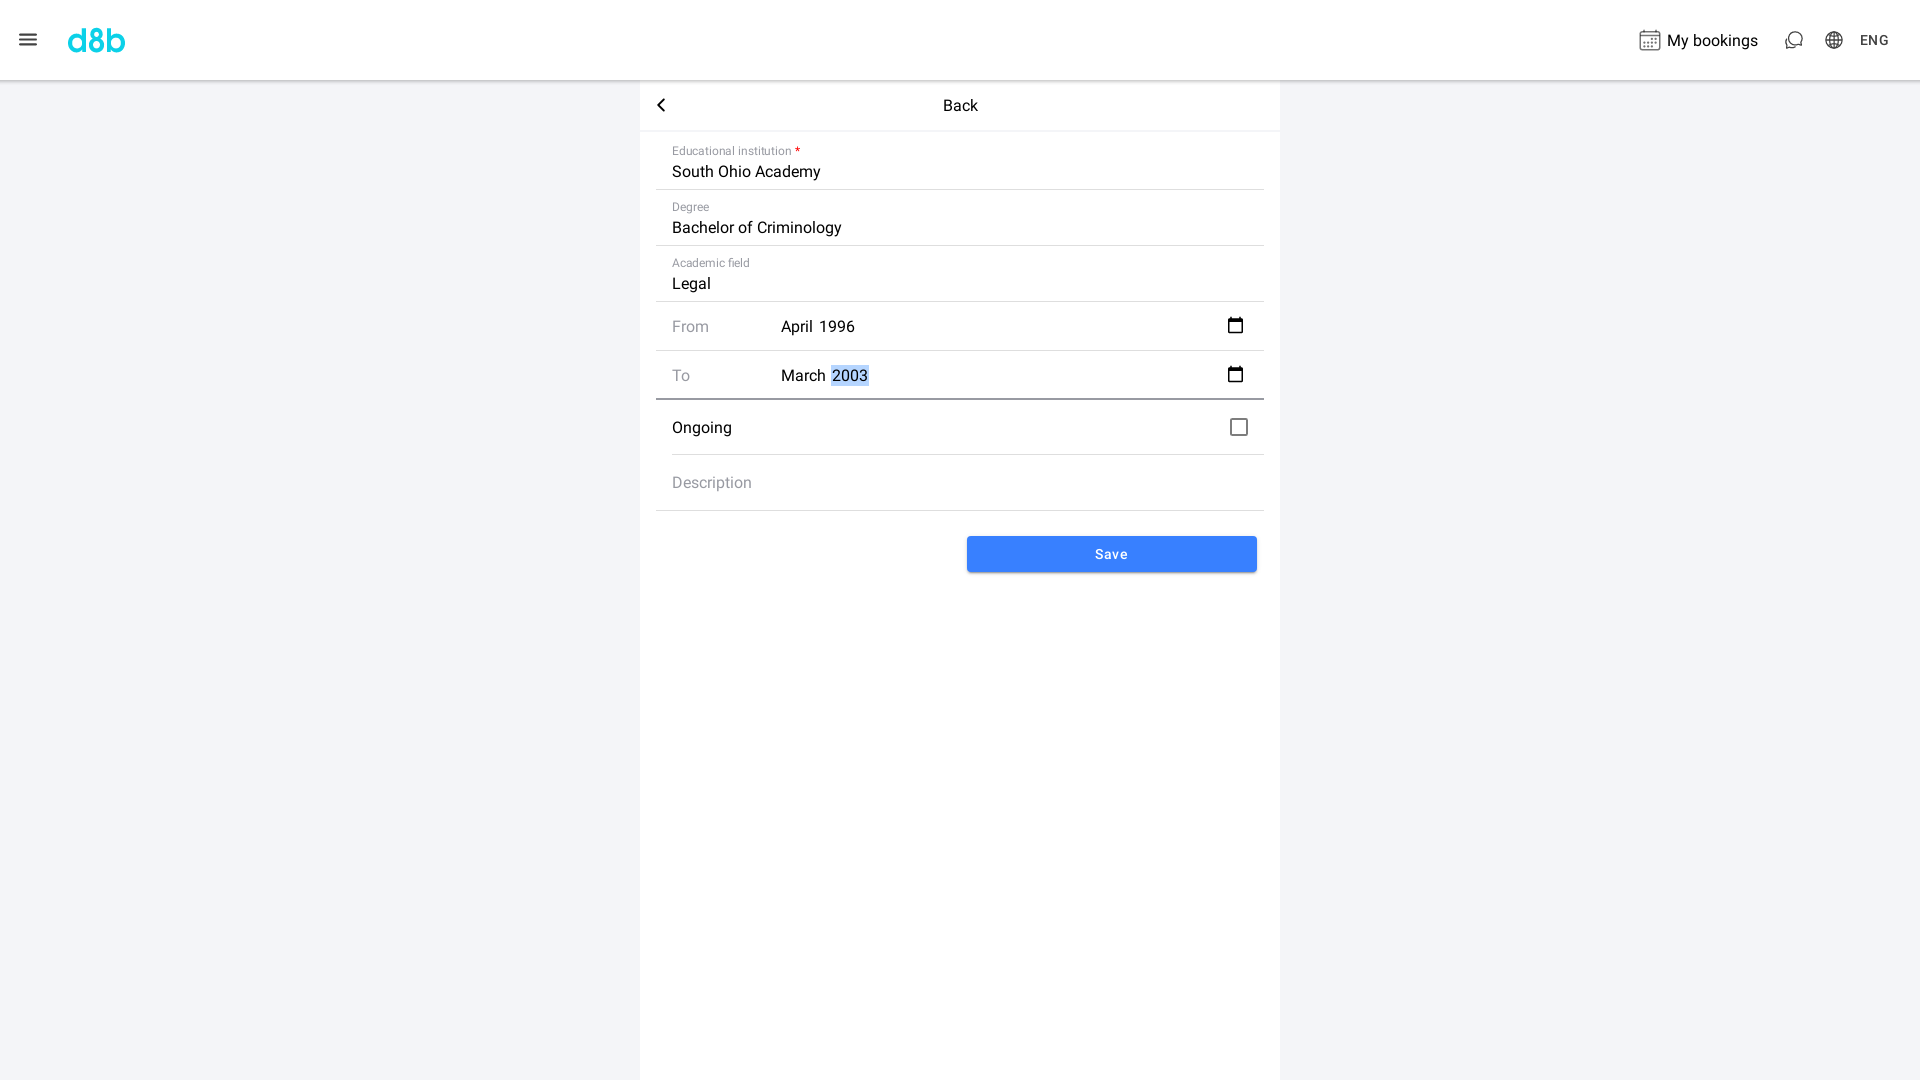 d8b
My bookings
ENG
Back
Educational institution *
South Ohio Academy
Degree
Bachelor of Criminology
Academic field
Legal
From April 1996
To March 2003
Ongoing
Description
Save